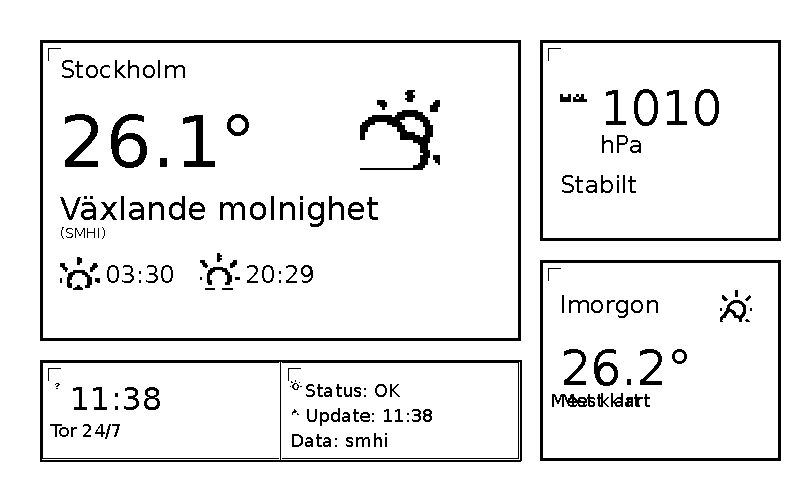 Stockholm
26.1°
Växlande molnighet
(SMHI)
03:30 20:29
1010
hPa
Stabilt
Imorgon
26.2°
Mest klart
? 11:38
Tor 24/7
Status: OK
Update: 11:38
Data: smhi